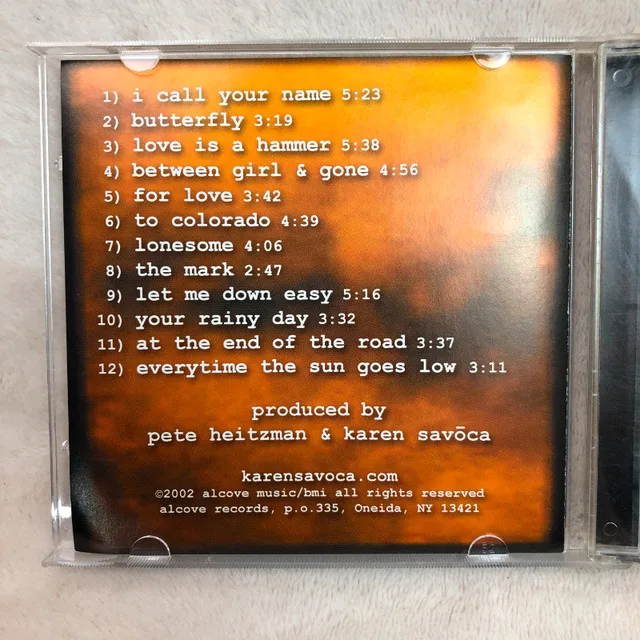 1) i call your name 5:23
2) butterfly 3:19
3) love is a hammer 5:38
4) between girl & gone 4:56
5) for love 3:42
6) to colorado 4:39
7) lonesome 4:06
8) the mark 2:47
9) let me down easy 5:16
10) your rainy day 3:32
11) at the end of the road 3:37
12) everytime the sun goes low 3:11
produced by
pete heitzman & karen savōca
karensavoca.com
©2002 alcove music/bmi all rights reserved
alcove records, p.o.335, Oneida, NY 13421